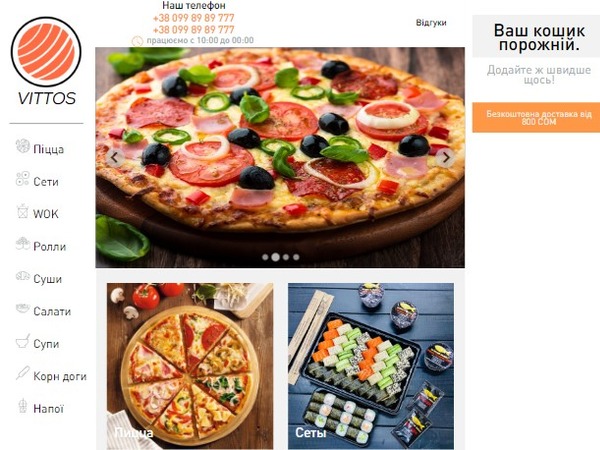 Наш телефон
+38 099 89 89 777
+38 099 89 89 777
працюємо с 10:00 до 00:00
Відгуки
Ваш кошик
порожній.
Додайте ж швидше
щось!
Безкоштовна доставка від
800 СОМ
VITTOS
Піцца
Сети
WOK
Ролли
Суши
Салати
Супи
Корн доги
Напої
Пицца
Сеты